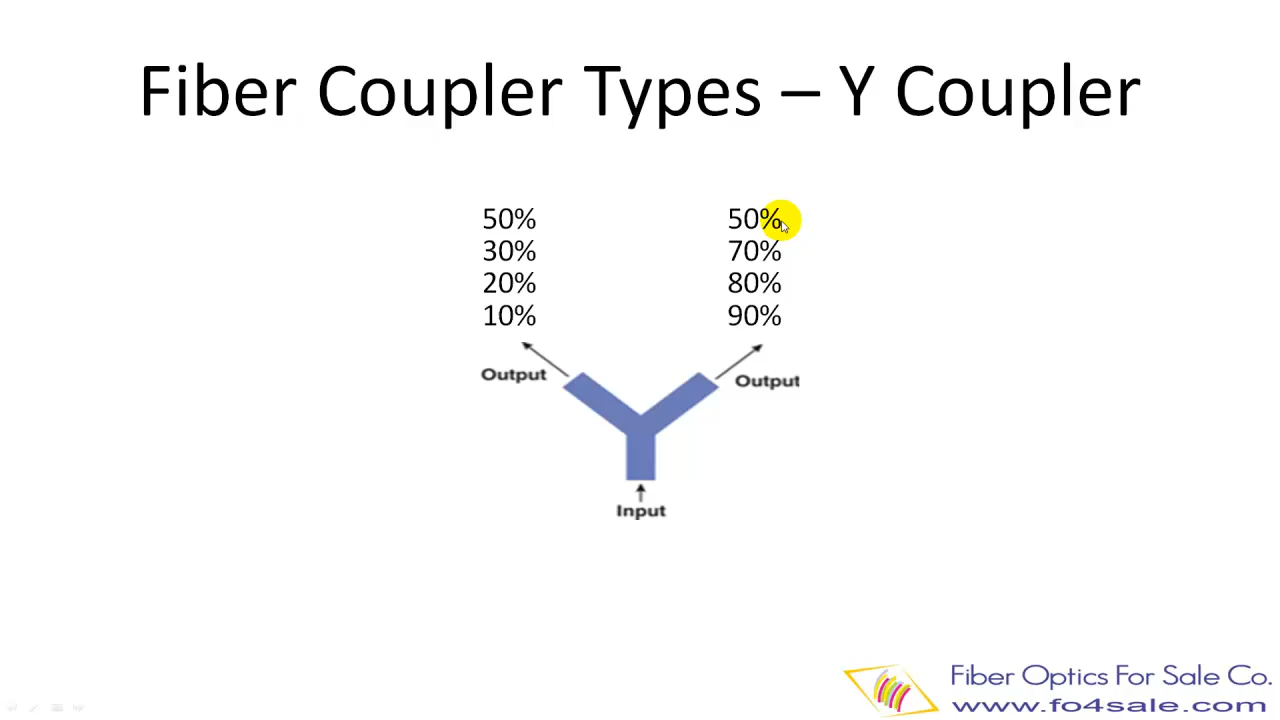 Fiber Coupler Types – Y Coupler
50% 50%
30% 70%
20% 80%
10% 90%
Output Output
Input
Fiber Optics For Sale Co.
www.fo4sale.com